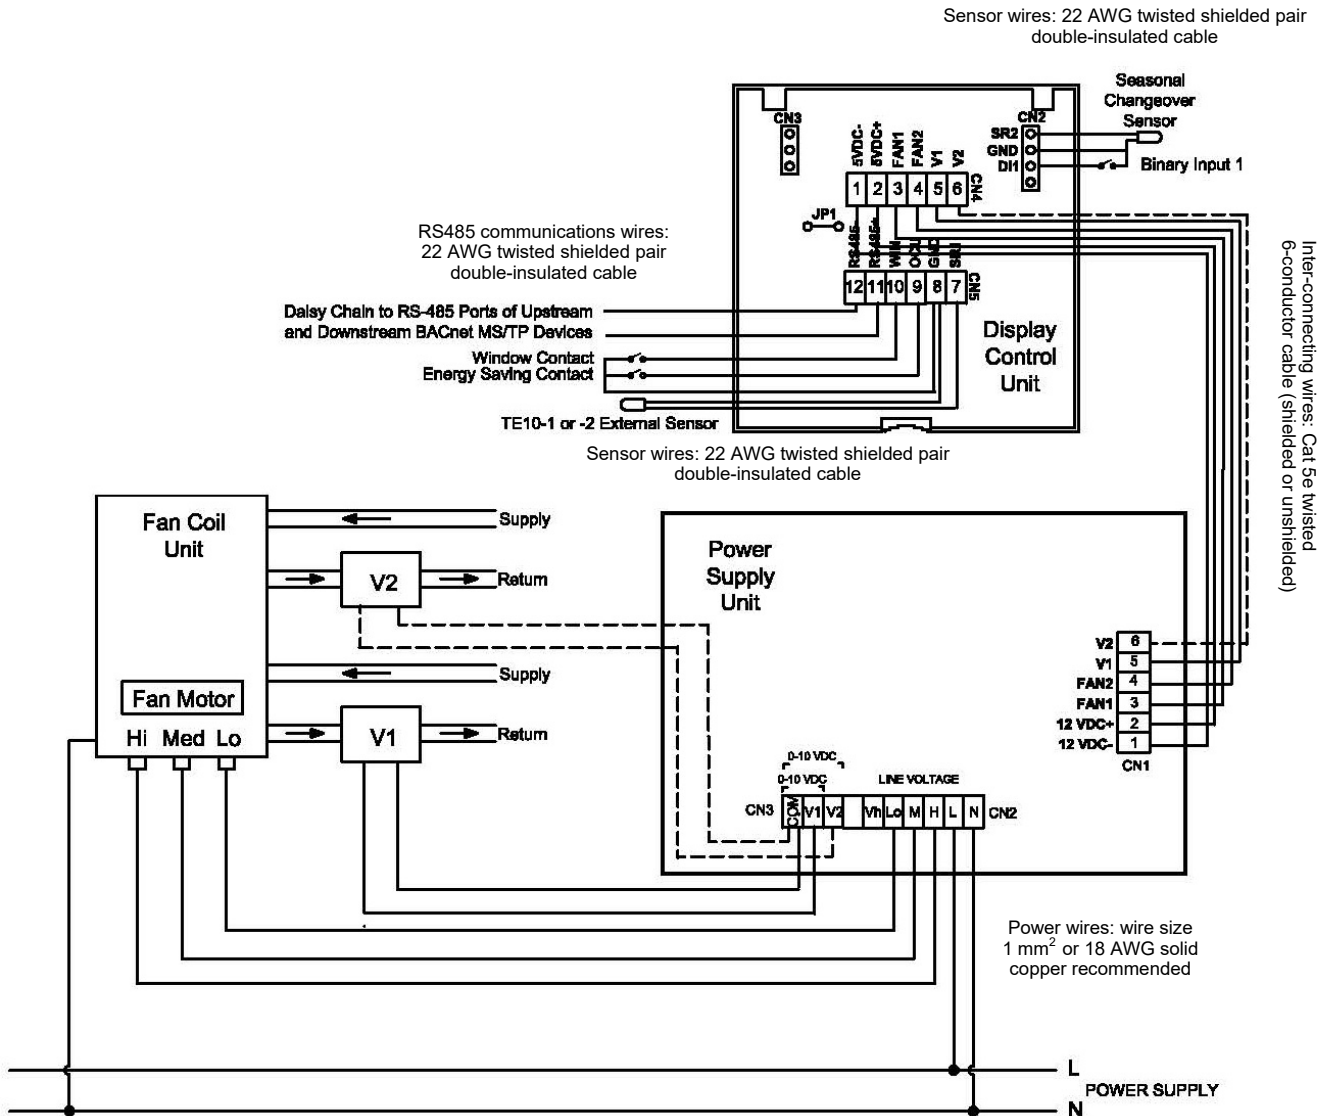 Sensor wires: 22 AWG twisted shielded pair
double-insulated cable
Seasonal
Changeover
Sensor
CN3
CN2
SR2
GND
DI1
Binary Input 1
5VDC-
5VDC+
FAN1
FAN2
V1
V2
1 2 3 4 5 6
CN4
JP1
RS485-
RS485+
WIN
OCU
GND
SR1
12 11 10 9 8 7
CN5
RS485 communications wires:
22 AWG twisted shielded pair
double-insulated cable
Daisy Chain to RS-485 Ports of Upstream
and Downstream BACnet MS/TP Devices
Window Contact
Energy Saving Contact
TE10-1 or -2 External Sensor
Display
Control
Unit
Inter-connecting wires: Cat 5e twisted
6-conductor cable (shielded or unshielded)
Sensor wires: 22 AWG twisted shielded pair
double-insulated cable
Fan Coil
Unit
Supply
V2
Return
Supply
Fan Motor
Hi Med Lo
V1
Return
Power
Supply
Unit
V2 6
V1 5
FAN2 4
FAN1 3
12 VDC+ 2
12 VDC- 1
CN1
0-10 VDC
0-10 VDC
LINE VOLTAGE
CN3 COM V1 V2 Vh Lo M H L N CN2
Power wires: wire size
1 mm² or 18 AWG solid
copper recommended
L
POWER SUPPLY
N